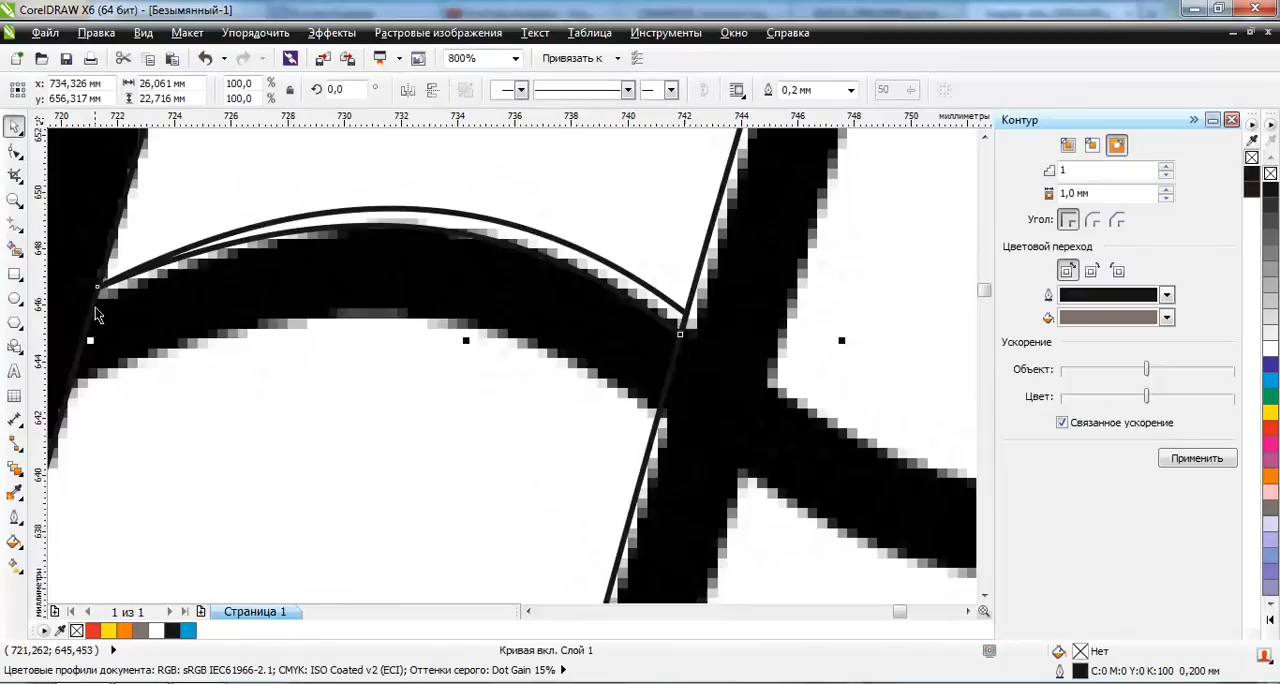 CorelDRAW X6 (64 бит) - [Безымянный-1]
Файл Правка Вид Макет Упорядочить Эффекты Растровые изображения Текст Таблица Инструменты Окно Справка
800% Привязать к
x: 734,326 мм 26,061 мм 100,0 % 0,0 ° 0,2 мм 50
y: 656,317 мм 22,716 мм 100,0 %
720 722 724 726 728 730 732 734 736 738 740 742 744 746 748 750 миллиметры
652
650
648
646
644
642
640
638
миллиметры
Контур
1
1,0 мм
Угол:
Цветовой переход
Ускорение
Объект:
Цвет:
Связанное ускорение
Применить
1 из 1 Страница 1
( 721,262; 645,453 ) Кривая вкл. Слой 1 Нет
Цветовые профили документа: RGB: sRGB IEC61966-2.1; CMYK: ISO Coated v2 (ECI); Оттенки серого: Dot Gain 15% C:0 M:0 Y:0 K:100 0,200 мм